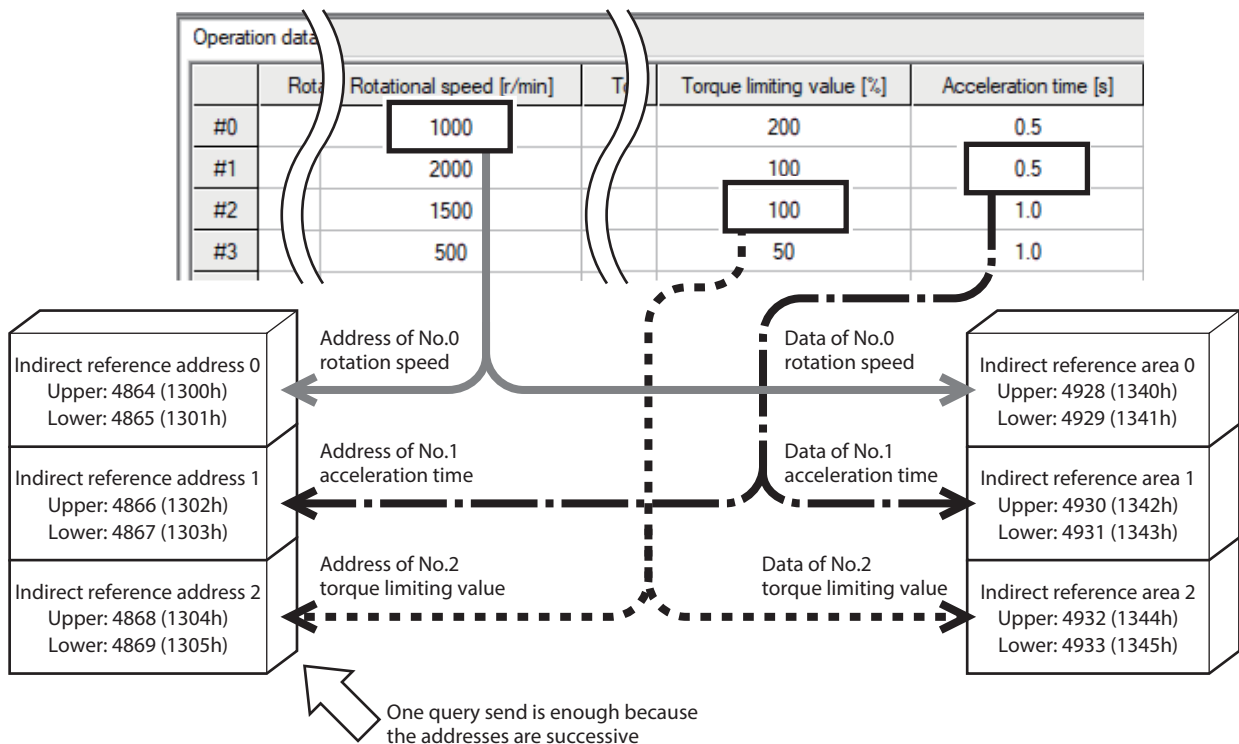 Operation data
Rota Rotational speed [r/min] To Torque limiting value [%] Acceleration time [s]
#0 1000 200 0.5
#1 2000 100 0.5
#2 1500 100 1.0
#3 500 50 1.0
Indirect reference address 0
Upper: 4864 (1300h)
Lower: 4865 (1301h)
Address of No.0
rotation speed
Data of No.0
rotation speed
Indirect reference area 0
Upper: 4928 (1340h)
Lower: 4929 (1341h)
Indirect reference address 1
Upper: 4866 (1302h)
Lower: 4867 (1303h)
Address of No.1
acceleration time
Data of No.1
acceleration time
Indirect reference area 1
Upper: 4930 (1342h)
Lower: 4931 (1343h)
Indirect reference address 2
Upper: 4868 (1304h)
Lower: 4869 (1305h)
Address of No.2
torque limiting value
Data of No.2
torque limiting value
Indirect reference area 2
Upper: 4932 (1344h)
Lower: 4933 (1345h)
One query send is enough because
the addresses are successive